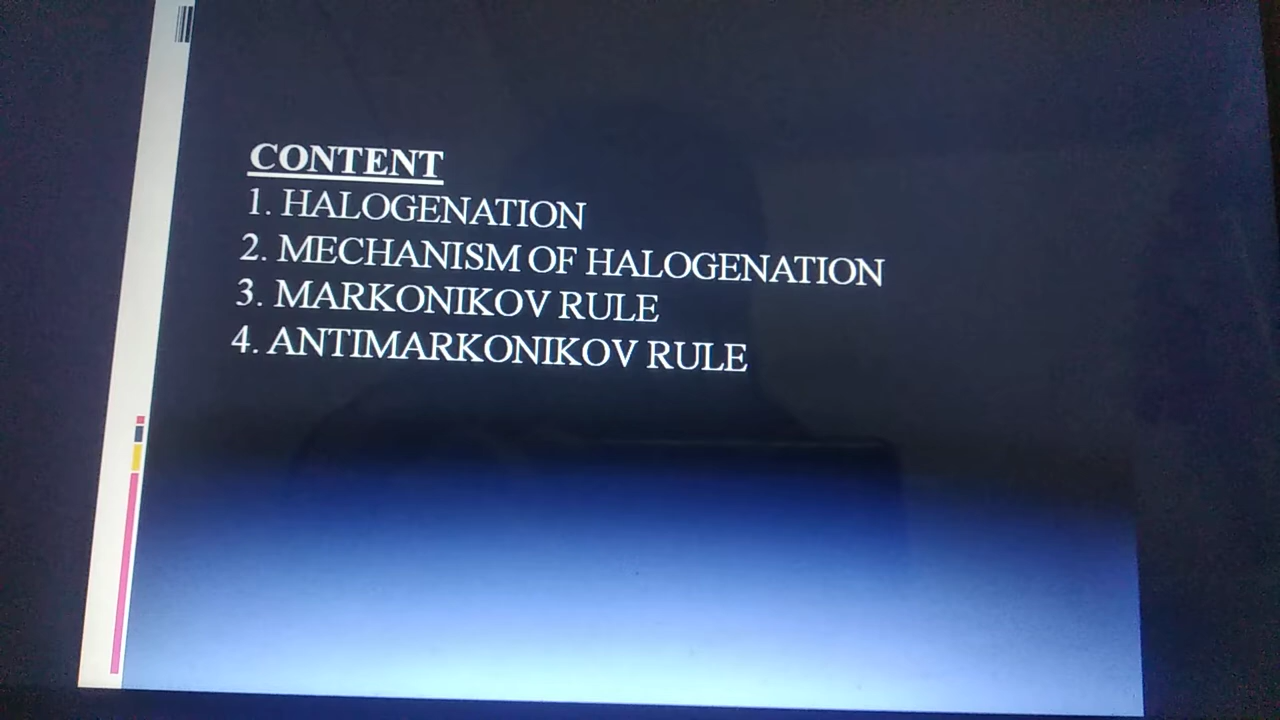 CONTENT
1. HALOGENATION
2. MECHANISM OF HALOGENATION
3. MARKONIKOV RULE
4. ANTIMARKONIKOV RULE